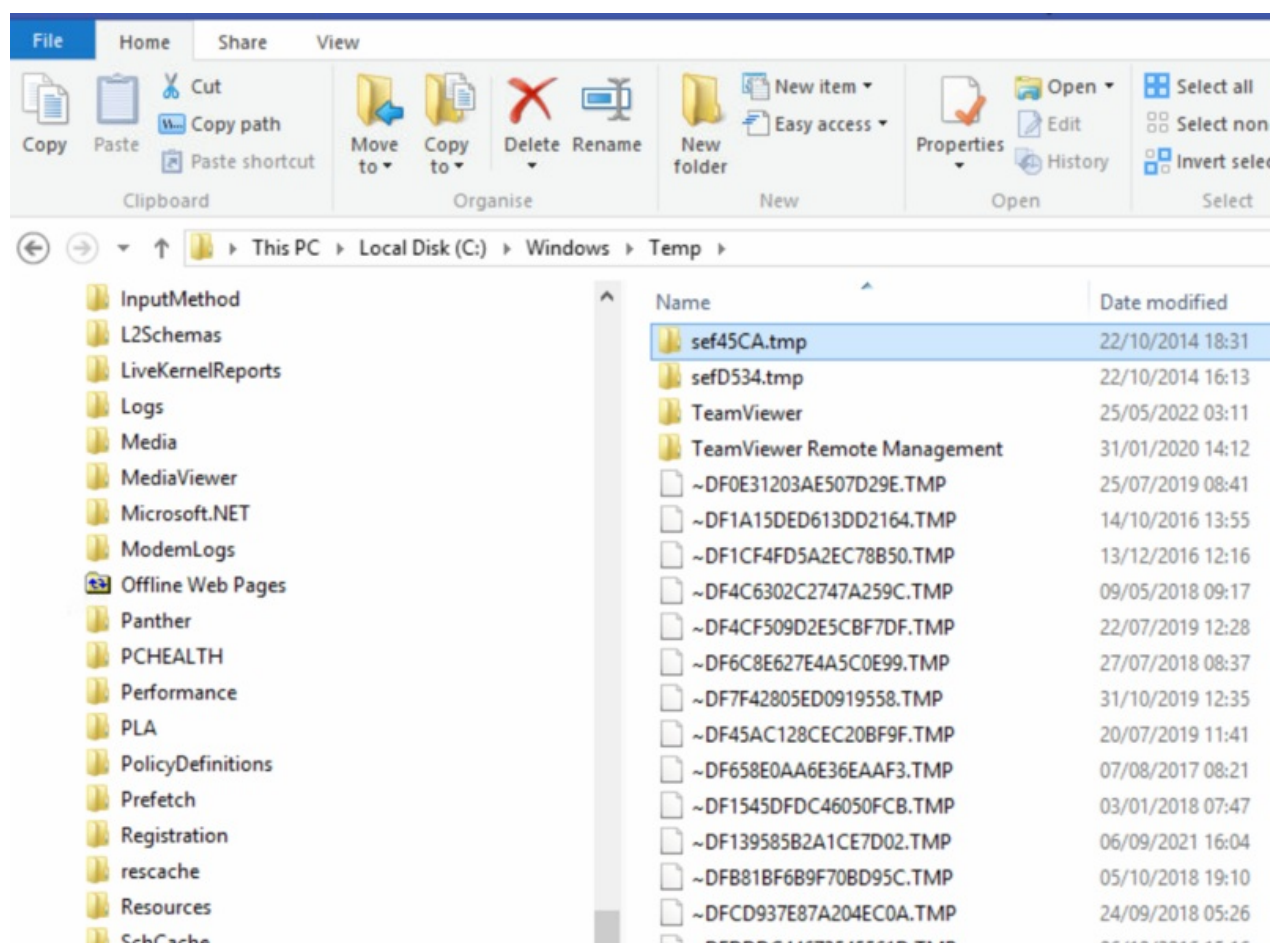 File Home Share View
Copy
Paste
Cut
Copy path
Paste shortcut
Clipboard
Move to
Copy to
Delete
Rename
Organise
New folder
New item
Easy access
New
Properties
Open
Edit
History
Open
Select all
Select non
Invert selec
Select
This PC Local Disk (C:) Windows Temp
InputMethod
L2Schemas
LiveKernelReports
Logs
Media
MediaViewer
Microsoft.NET
ModemLogs
Offline Web Pages
Panther
PCHEALTH
Performance
PLA
PolicyDefinitions
Prefetch
Registration
rescache
Resources
SchCache
Name Date modified
sef45CA.tmp 22/10/2014 18:31
sefD534.tmp 22/10/2014 16:13
TeamViewer 25/05/2022 03:11
TeamViewer Remote Management 31/01/2020 14:12
~DF0E31203AE507D29E.TMP 25/07/2019 08:41
~DF1A15DED613DD2164.TMP 14/10/2016 13:55
~DF1CF4FD5A2EC78B50.TMP 13/12/2016 12:16
~DF4C6302C2747A259C.TMP 09/05/2018 09:17
~DF4CF509D2E5CBF7DF.TMP 22/07/2019 12:28
~DF6C8E627E4A5C0E99.TMP 27/07/2018 08:37
~DF7F42805ED0919558.TMP 31/10/2019 12:35
~DF45AC128CEC20BF9F.TMP 20/07/2019 11:41
~DF658E0AA6E36EAAF3.TMP 07/08/2017 08:21
~DF1545DFDC46050FCB.TMP 03/01/2018 07:47
~DF139585B2A1CE7D02.TMP 06/09/2021 16:04
~DFB81BF6B9F70BD95C.TMP 05/10/2018 19:10
~DFCD937E87A204EC0A.TMP 24/09/2018 05:26